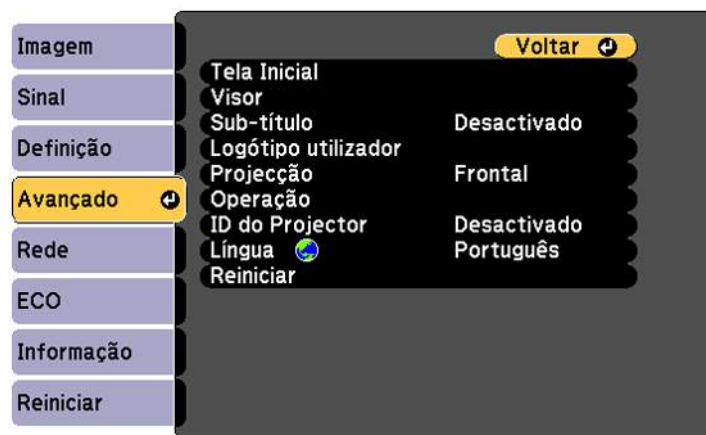 Imagem
Sinal
Definição
Avançado
Rede
ECO
Informação
Reiniciar
Voltar
Tela Inicial
Visor
Sub-título Desactivado
Logótipo utilizador
Projecção Frontal
Operação
ID do Projector Desactivado
Língua Português
Reiniciar